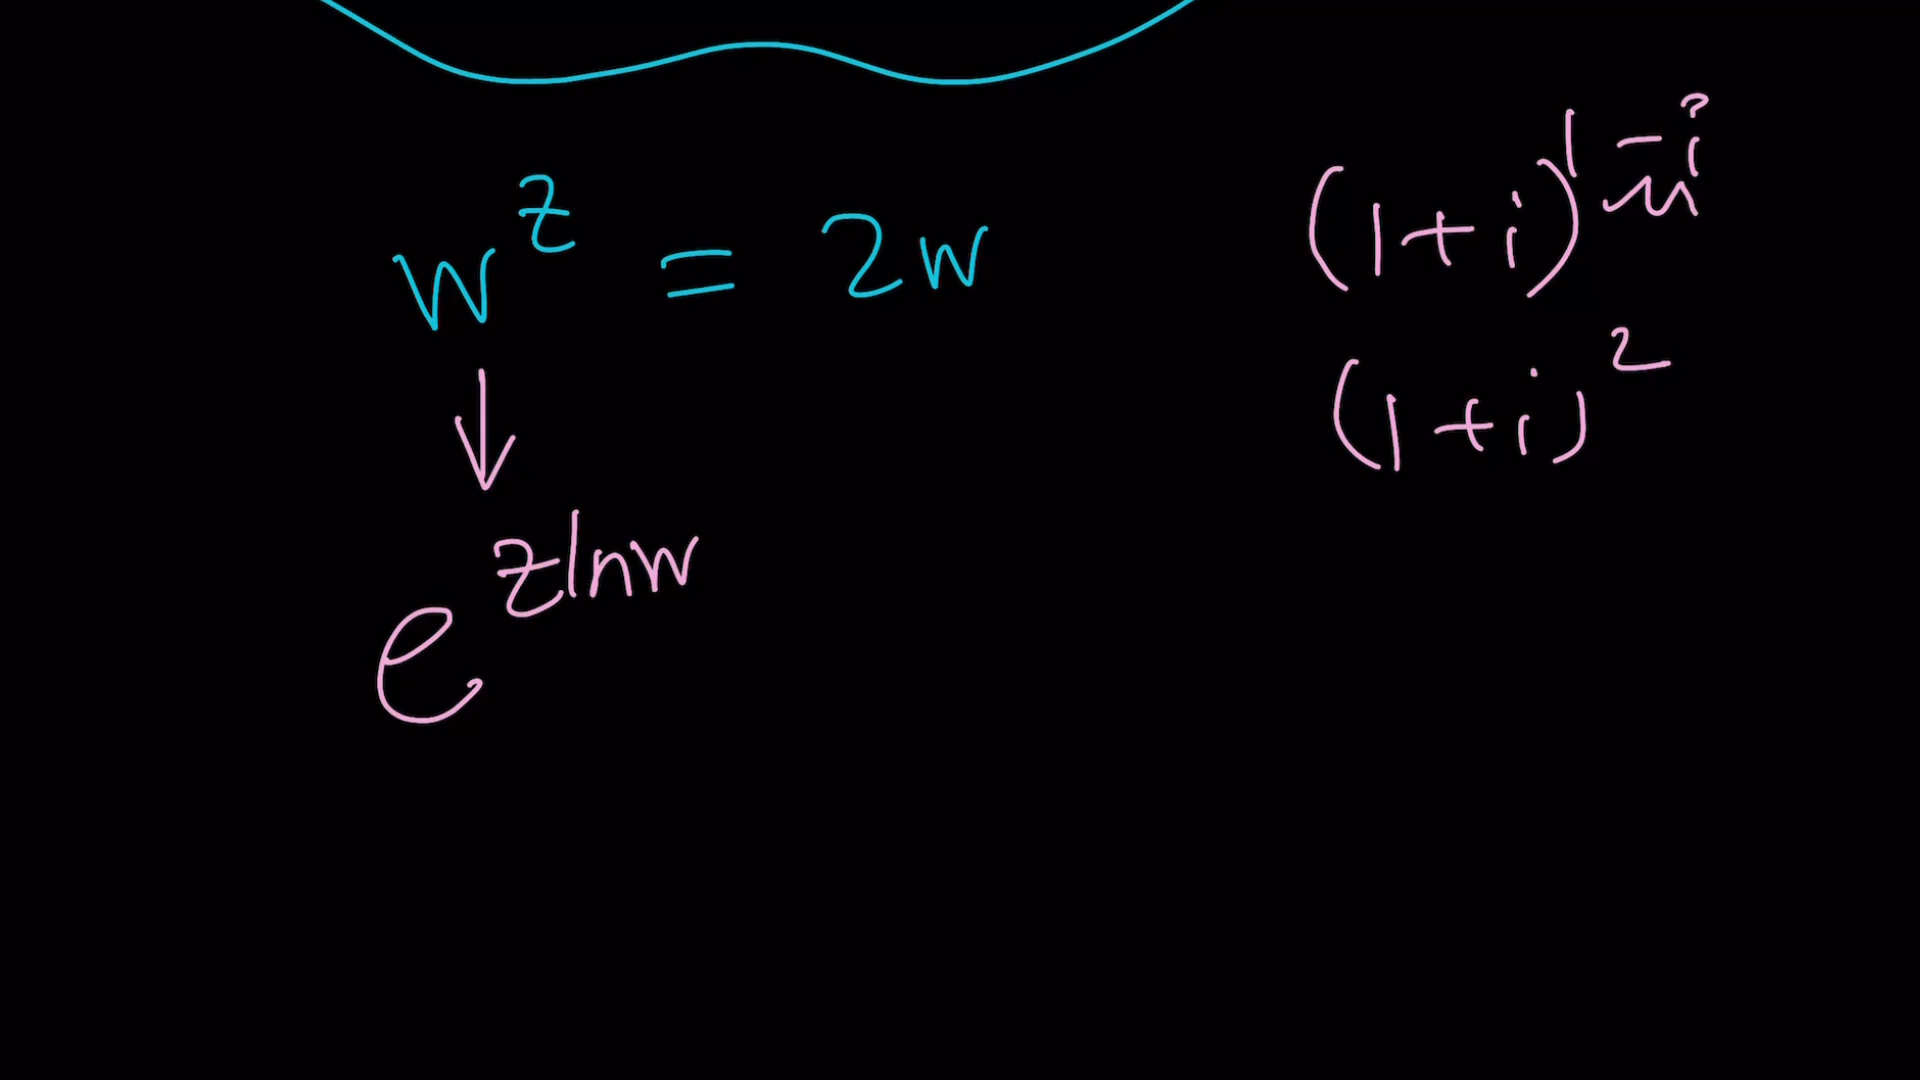 w^z = 2w
e^{z ln w}
(1+i)^{1-i}
(1+i)^2